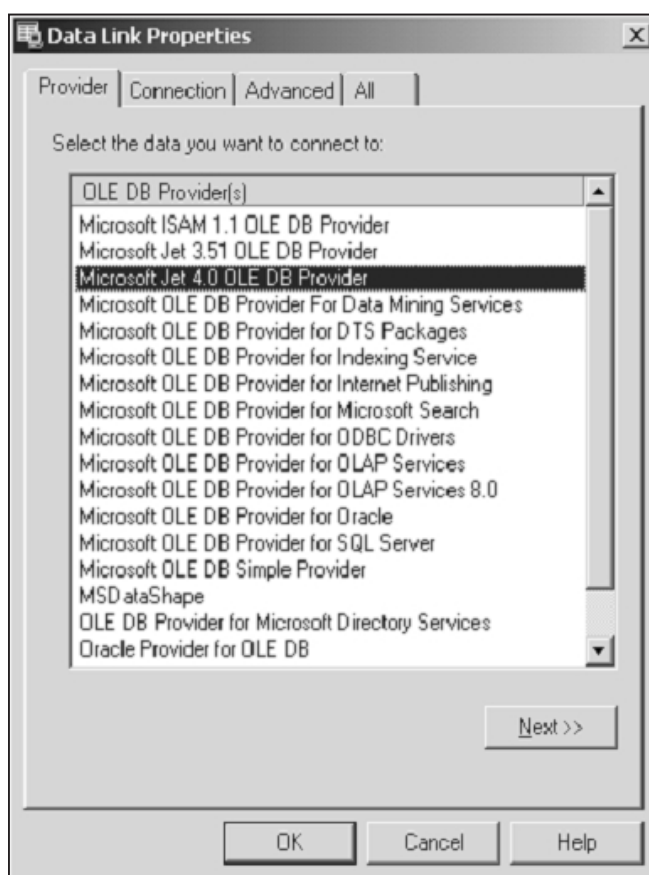 Data Link Properties
Provider Connection Advanced All
Select the data you want to connect to:
OLE DB Provider(s)
Microsoft ISAM 1.1 OLE DB Provider
Microsoft Jet 3.51 OLE DB Provider
Microsoft Jet 4.0 OLE DB Provider
Microsoft OLE DB Provider For Data Mining Services
Microsoft OLE DB Provider for DTS Packages
Microsoft OLE DB Provider for Indexing Service
Microsoft OLE DB Provider for Internet Publishing
Microsoft OLE DB Provider for Microsoft Search
Microsoft OLE DB Provider for ODBC Drivers
Microsoft OLE DB Provider for OLAP Services
Microsoft OLE DB Provider for OLAP Services 8.0
Microsoft OLE DB Provider for Oracle
Microsoft OLE DB Provider for SQL Server
Microsoft OLE DB Simple Provider
MSDataShape
OLE DB Provider for Microsoft Directory Services
Oracle Provider for OLE DB
Next >>
OK Cancel Help